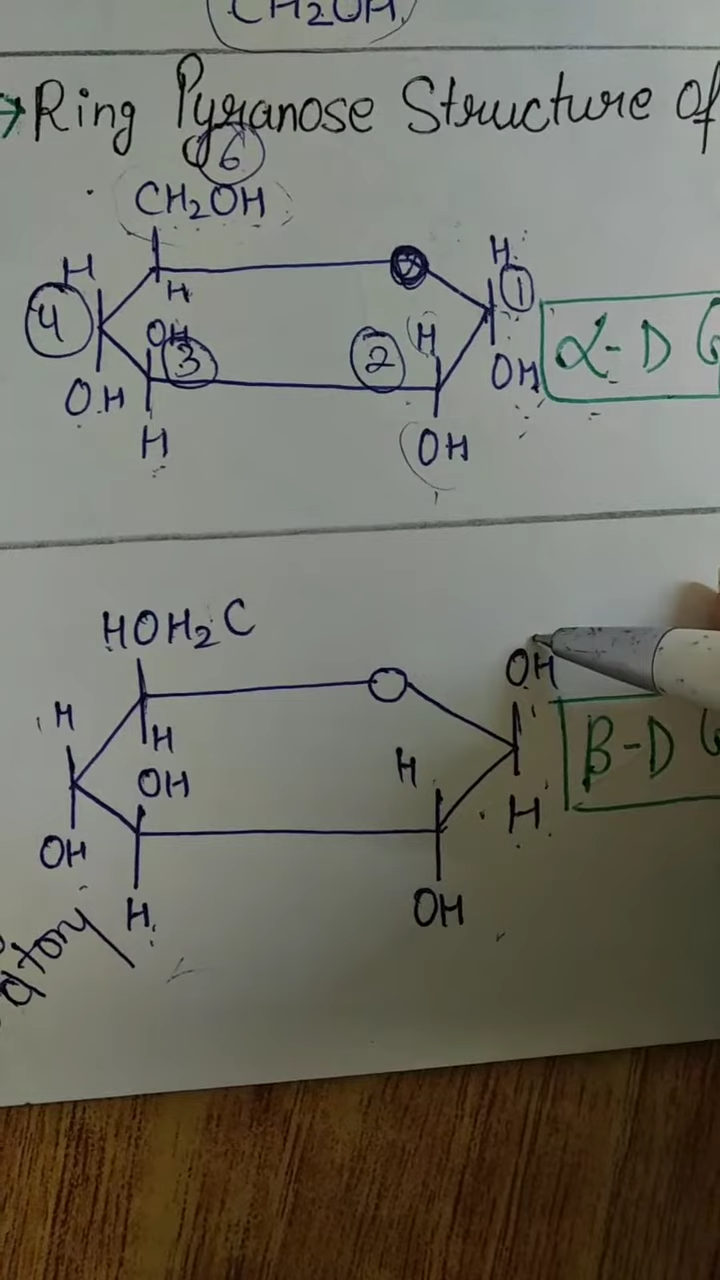 CH2OH
→ Ring Pyranose Structure of
6
CH2OH
H H
H 1
4 OH 3 2 H
OH OH
H OH
α-D G
HOH2C
OH
H H
OH H
β-D G
OH H
H OH